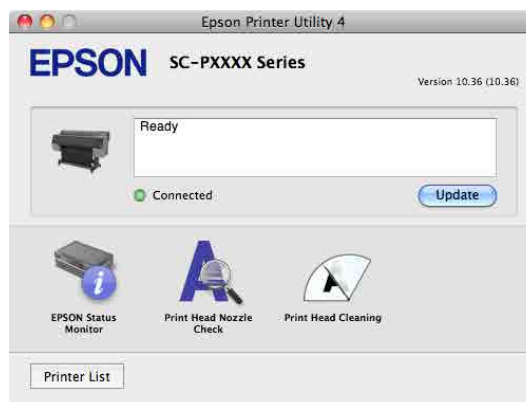 Epson Printer Utility 4
EPSON SC-PXXXX Series
Version 10.36 (10.36)
Ready
Connected
Update
EPSON Status
Monitor
Print Head Nozzle
Check
Print Head Cleaning
Printer List